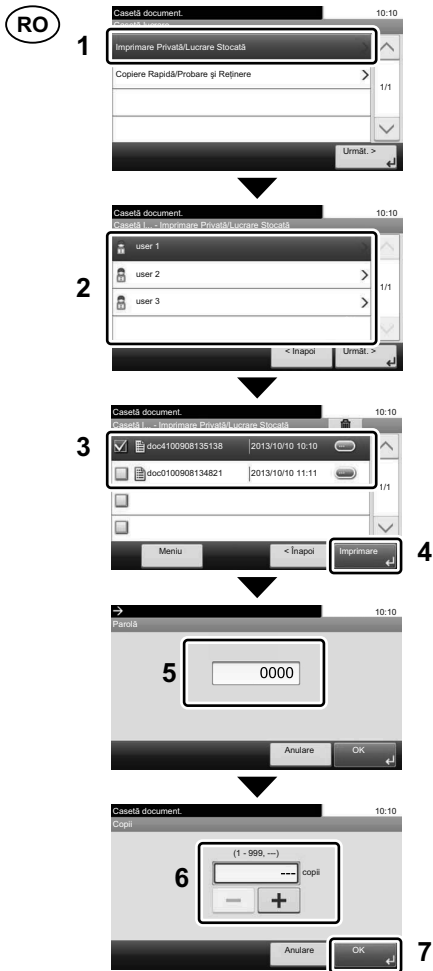 RO
Casetă document. 10:10
Casetă lucrare
1
Imprimare Privată/Lucrare Stocată
Copiere Rapidă/Probare și Reținere
1/1
Următ. >
Casetă document. 10:10
Casetă l... - Imprimare Privată/Lucrare Stocată
2
user 1
user 2
user 3
1/1
< Înapoi Următ. >
Casetă document. 10:10
Casetă l... - Imprimare Privată/Lucrare Stocată
3
doc4100908135138 2013/10/10 10:10
doc0100908134821 2013/10/10 11:11
1/1
Meniu < Înapoi Imprimare 4
10:10
Parolă
5
0000
Anulare OK
Casetă document. 10:10
Copii
6
(1 - 999, ---)
--- copii
Anulare OK 7